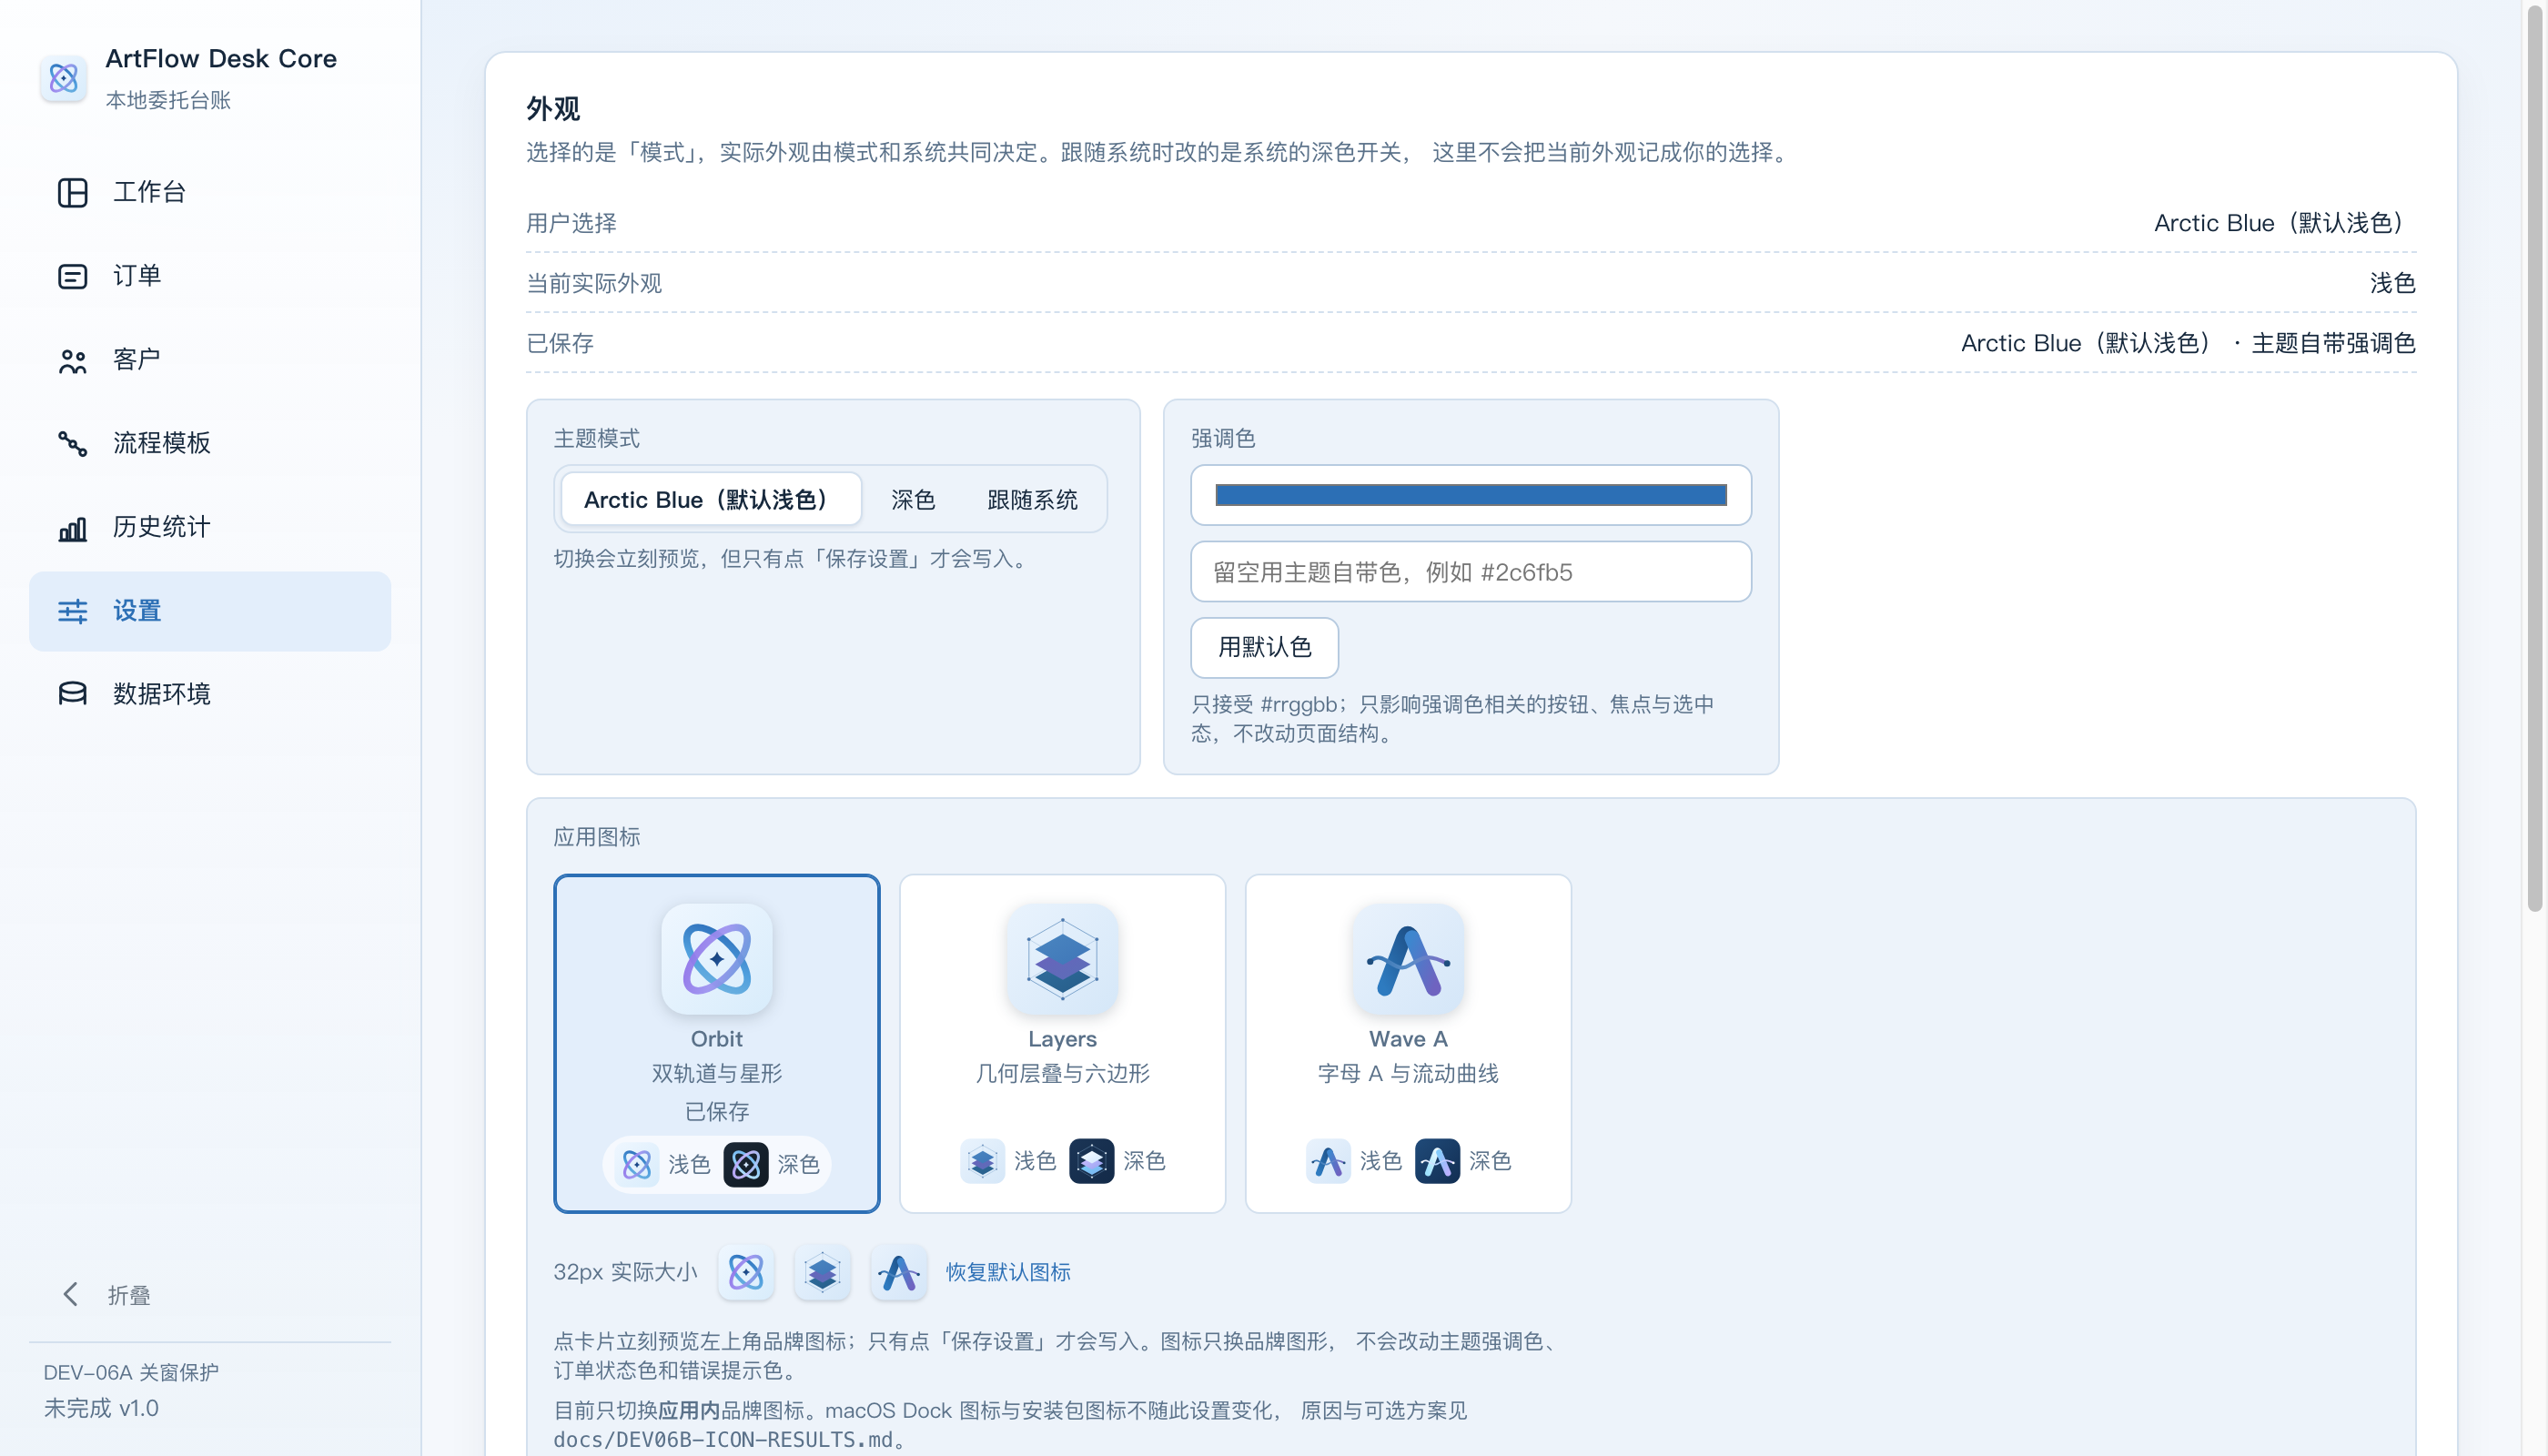 ArtFlow Desk Core
本地委托台账
工作台
订单
客户
流程模板
历史统计
设置
数据环境
折叠
DEV-06A 关窗保护
未完成 v1.0
外观
选择的是「模式」，实际外观由模式和系统共同决定。跟随系统时改的是系统的深色开关， 这里不会把当前外观记成你的选择。
用户选择
Arctic Blue（默认浅色）
当前实际外观
浅色
已保存
Arctic Blue（默认浅色） · 主题自带强调色
主题模式
Arctic Blue（默认浅色） 深色 跟随系统
切换会立刻预览，但只有点「保存设置」才会写入。
强调色
留空用主题自带色，例如 #2c6fb5
用默认色
只接受 #rrggbb；只影响强调色相关的按钮、焦点与选中
态，不改动页面结构。
应用图标
Orbit
双轨道与星形
已保存
浅色 深色
Layers
几何层叠与六边形
浅色 深色
Wave A
字母 A 与流动曲线
浅色 深色
32px 实际大小 恢复默认图标
点卡片立刻预览左上角品牌图标；只有点「保存设置」才会写入。图标只换品牌图形， 不会改动主题强调色、
订单状态色和错误提示色。
目前只切换应用内品牌图标。macOS Dock 图标与安装包图标不随此设置变化， 原因与可选方案见
docs/DEV06B-ICON-RESULTS.md。